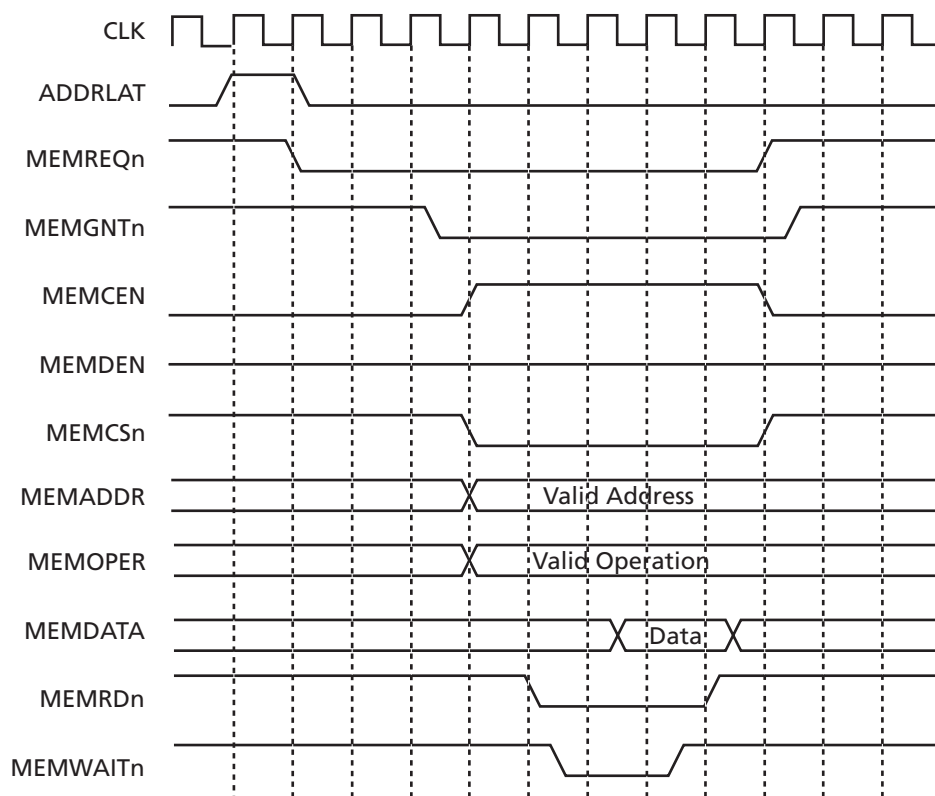 CLK
ADDRLAT
MEMREQn
MEMGNTn
MEMCEN
MEMDEN
MEMCSn
MEMADDR
Valid Address
MEMOPER
Valid Operation
MEMDATA
Data
MEMRDn
MEMWAITn